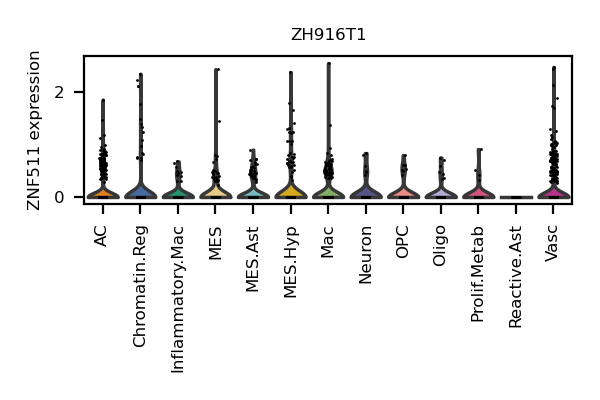 ZH916T1
ZNF511 expression
2
0
AC
Chromatin.Reg
Inflammatory.Mac
MES
MES.Ast
MES.Hyp
Mac
Neuron
OPC
Oligo
Prolif.Metab
Reactive.Ast
Vasc